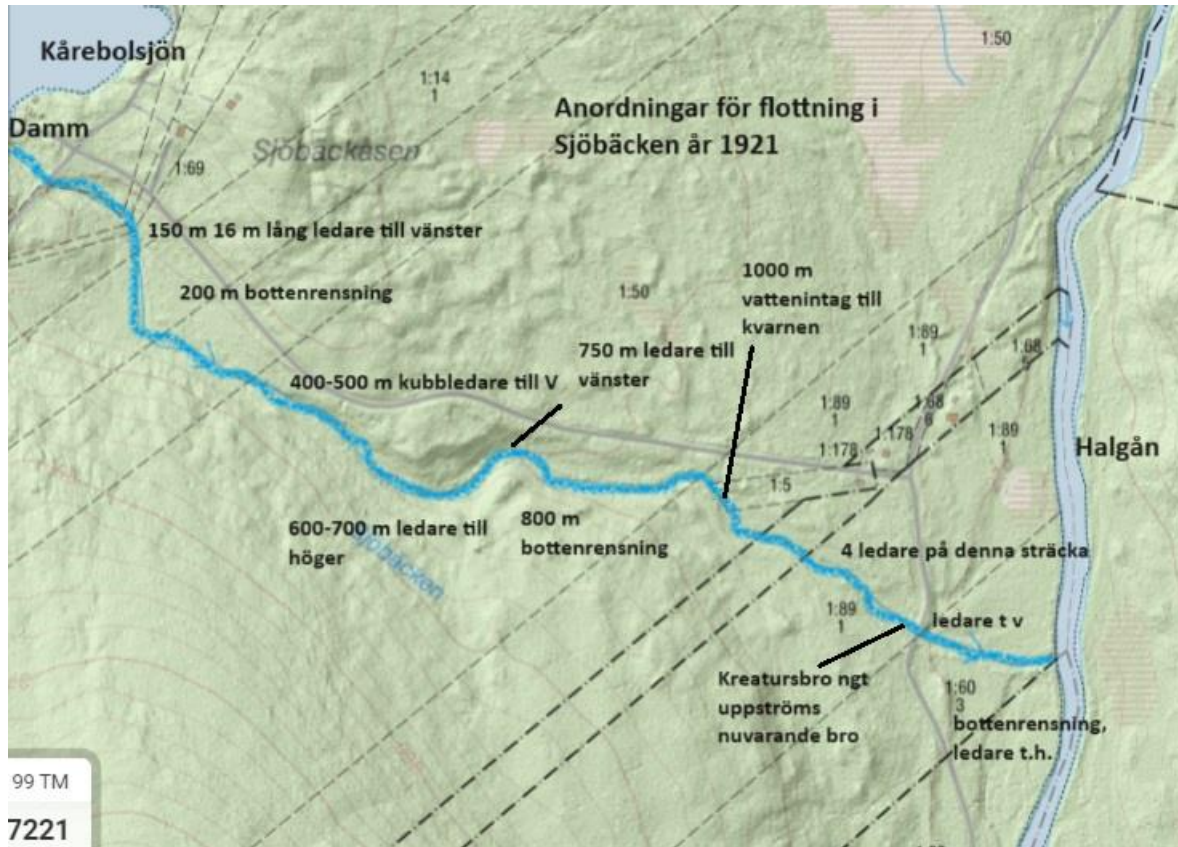 Kårebolsjön
1:50
1:14
1
Anordningar för flottning i
Sjöbäcken år 1921
Damm
Sjöbäcksåsen
1:69
150 m 16 m lång ledare till vänster
200 m bottenrensning
1:50
1000 m
vattenintag till
kvarnen
750 m ledare till
vänster
400-500 m kubbledare till V
1:89
1
1:68
1:89
1
1:68
6
1:178
1:178
1:89
1
Halgån
1:5
600-700 m ledare till
höger
800 m
bottenrensning
Sjöbäcken
4 ledare på denna sträcka
1:89
1
ledare t v
Kreatursbro ngt
uppströms
nuvarande bro
1:60
3
bottenrensning,
ledare t.h.
99 TM
7221